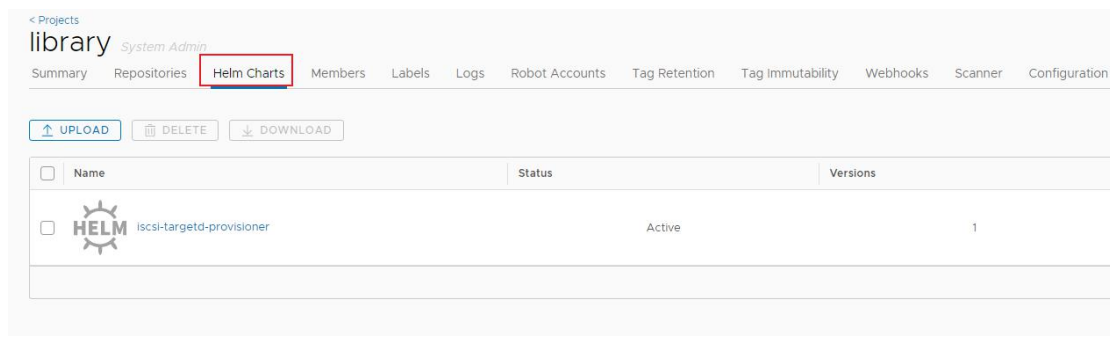 < Projects
library System Admin
Summary Repositories Helm Charts Members Labels Logs Robot Accounts Tag Retention Tag Immutability Webhooks Scanner Configuration
UPLOAD DELETE DOWNLOAD
Name Status Versions
HELM iscsi-targetd-provisioner Active 1